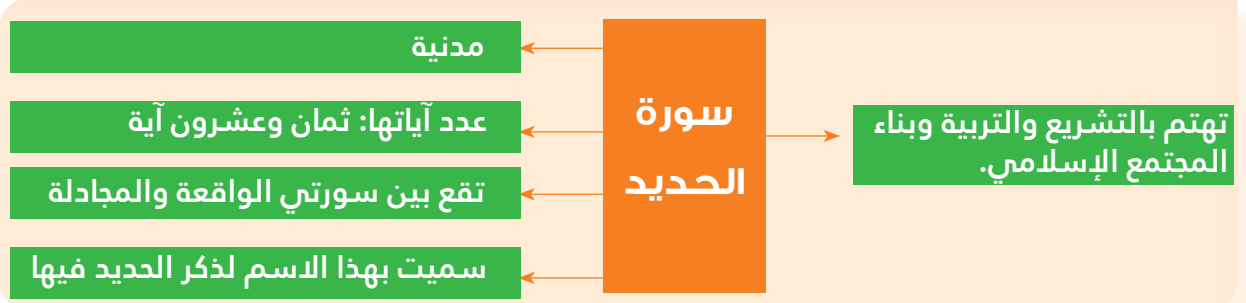 سورة
الحديد
تهتم بالتشريع والتربية وبناء
المجتمع الإسلامي.
مدنية
عدد آياتها: ثمان وعشرون آية
تقع بين سورتي الواقعة والمجادلة
سميت بهذا الاسم لذكر الحديد فيها